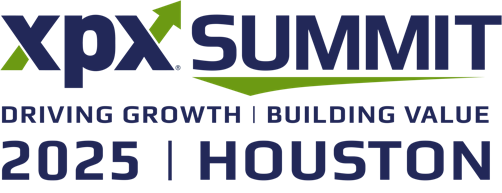 xpx® SUMMIT
DRIVING GROWTH | BUILDING VALUE
2025 | HOUSTON